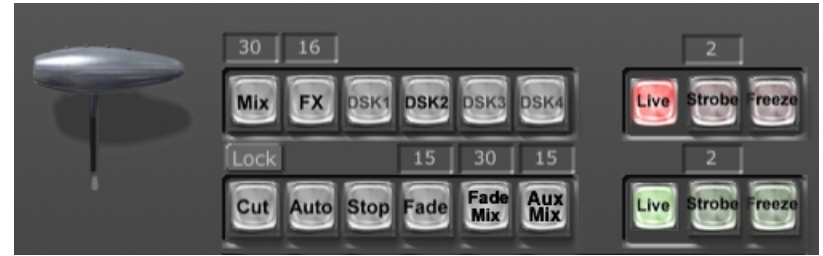 30 16 2
Mix FX DSK1 DSK2 DSK3 DSK4 Live Strobe Freeze
Lock 15 30 15 2
Cut Auto Stop Fade Fade Mix Aux Mix Live Strobe Freeze